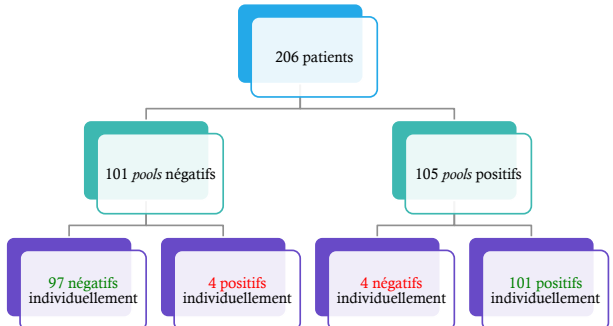 206 patients
101 pools négatifs
105 pools positifs
97 négatifs
individuellement
4 positifs
individuellement
4 négatifs
individuellement
101 positifs
individuellement